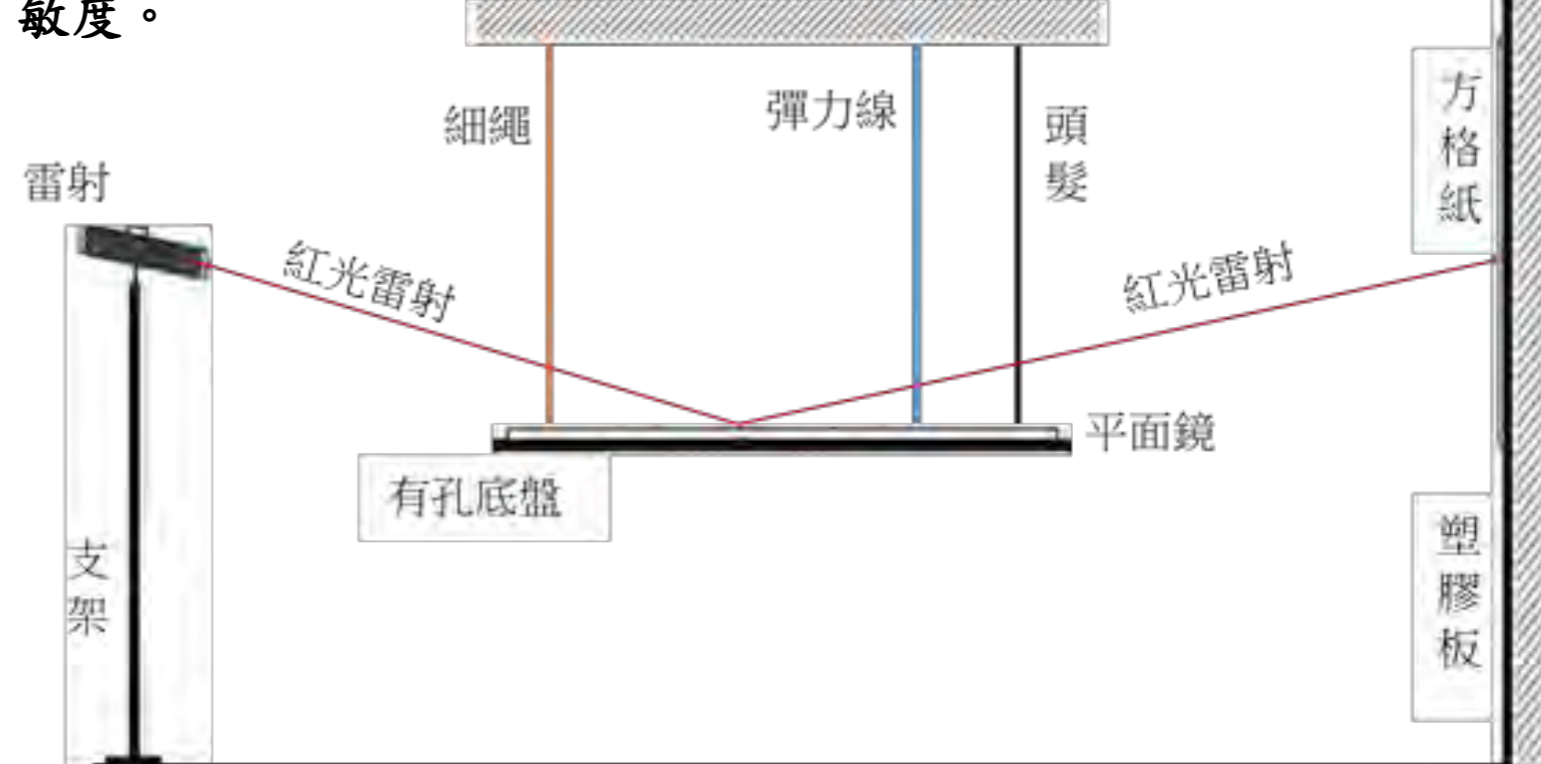 敏度。
細繩
彈力線
頭髮
方格紙
雷射
紅光雷射
紅光雷射
平面鏡
有孔底盤
支架
塑膠板